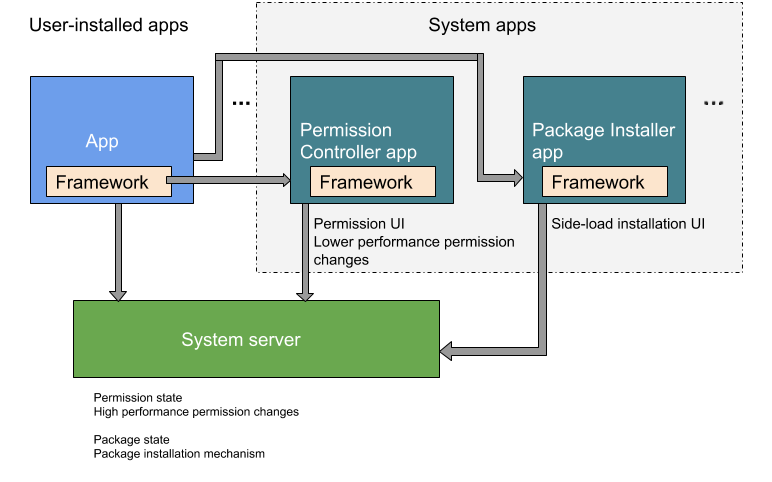 User-installed apps
System apps
...
...
App
Framework
Permission
Controller app
Framework
Package Installer
app
Framework
Permission UI
Lower performance permission
changes
Side-load installation UI
System server
Permission state
High performance permission changes
Package state
Package installation mechanism